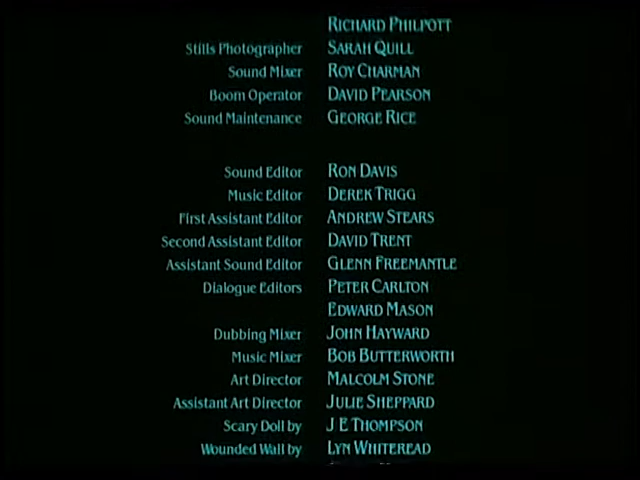 RICHARD PHILPOTT
Stills Photographer SARAH QUILL
Sound Mixer ROY CHARMAN
Boom Operator DAVID PEARSON
Sound Maintenance GEORGE RICE
Sound Editor RON DAVIS
Music Editor DEREK TRIGG
First Assistant Editor ANDREW STEARS
Second Assistant Editor DAVID TRENT
Assistant Sound Editor GLENN FREEMANTLE
Dialogue Editors PETER CARLTON
EDWARD MASON
Dubbing Mixer JOHN HAYWARD
Music Mixer BOB BUTTERWORTH
Art Director MALCOLM STONE
Assistant Art Director JULIE SHEPPARD
Scary Doll by J E THOMPSON
Wounded Wall by LYN WHITEREAD